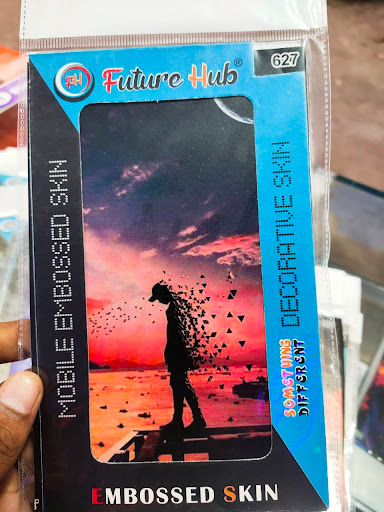 FH Future Hub®
627
MOBILE EMBOSSED SKIN
DECORATIVE SKIN
SOMETHING
DIFFERENT
EMBOSSED SKIN